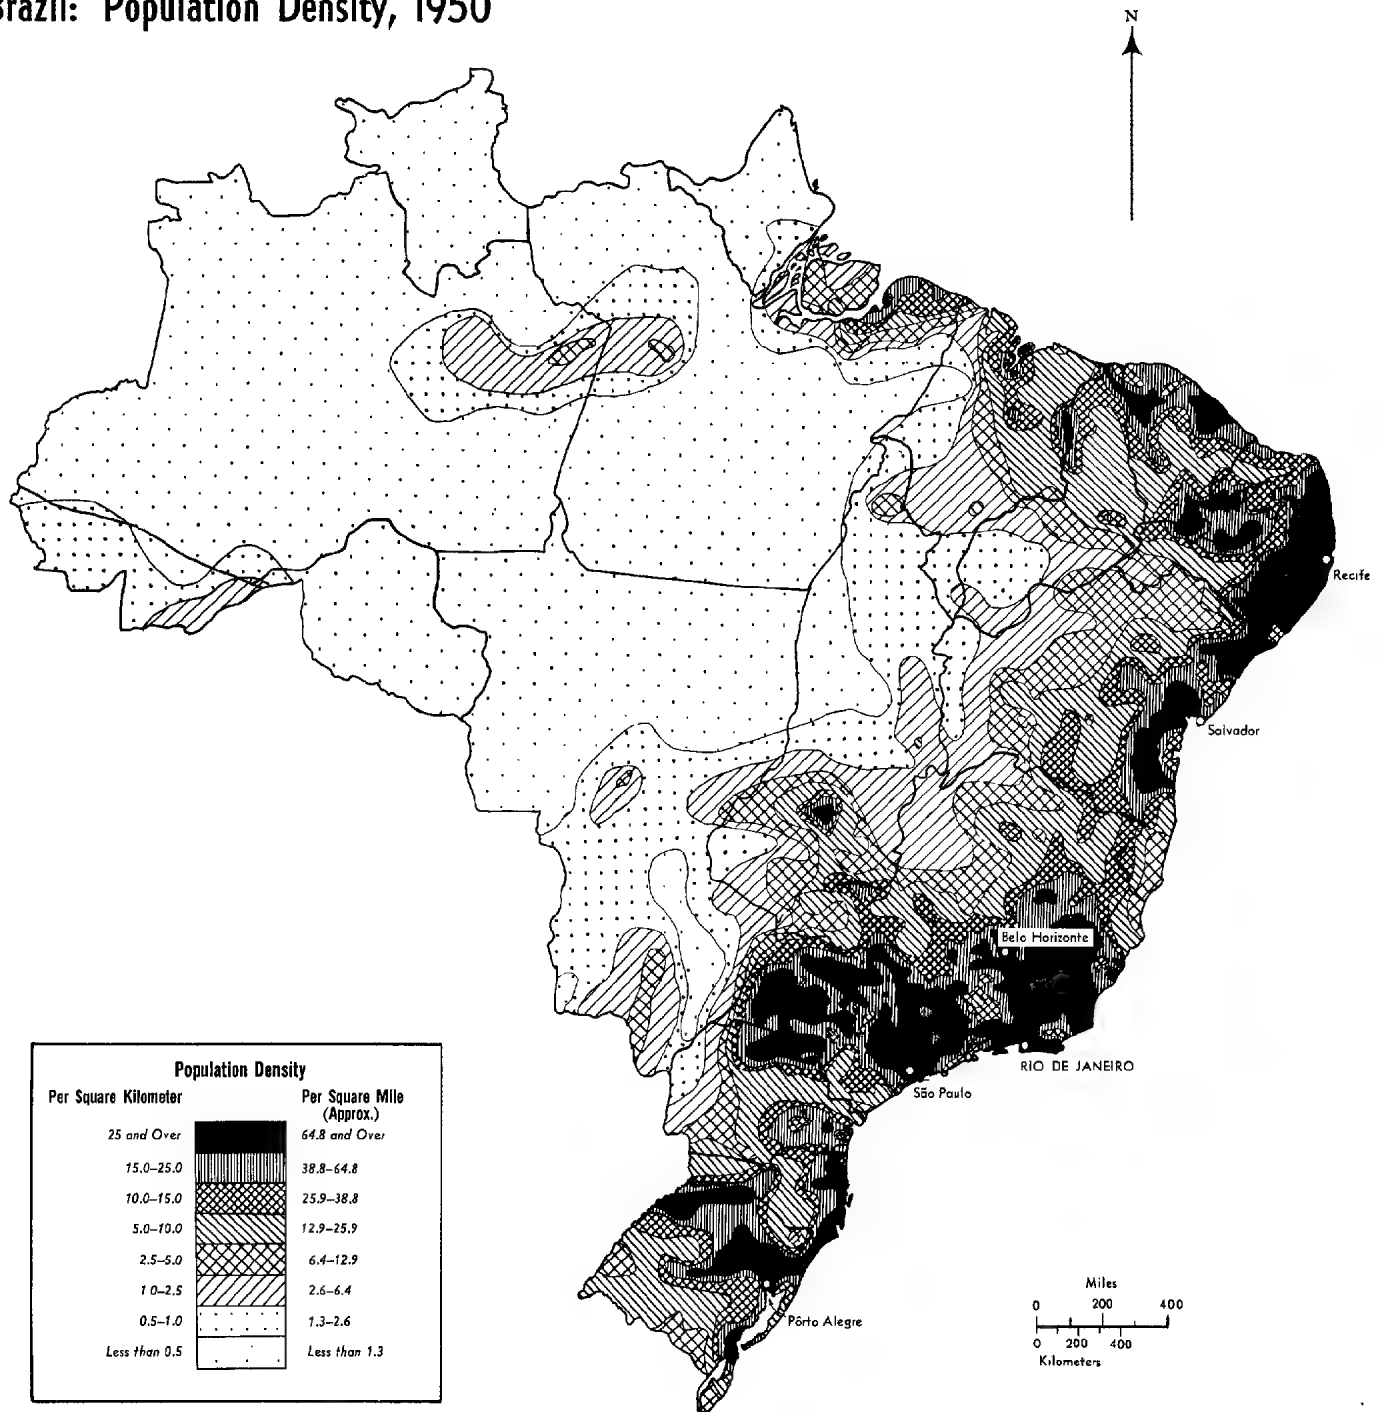 Brazil: Population Density, 1950
N
Recife
Salvador
Belo Horizonte
RIO DE JANEIRO
São Paulo
Pôrto Alegre
Population Density
Per Square Kilometer Per Square Mile
(Approx.)
25 and Over 64.8 and Over
15.0–25.0 38.8–64.8
10.0–15.0 25.9–38.8
5.0–10.0 12.9–25.9
2.5–5.0 6.4–12.9
1 0–2.5 2.6–6.4
0.5–1.0 1.3–2.6
Less than 0.5 Less than 1.3
Miles
0 200 400
0 200 400
Kilometers